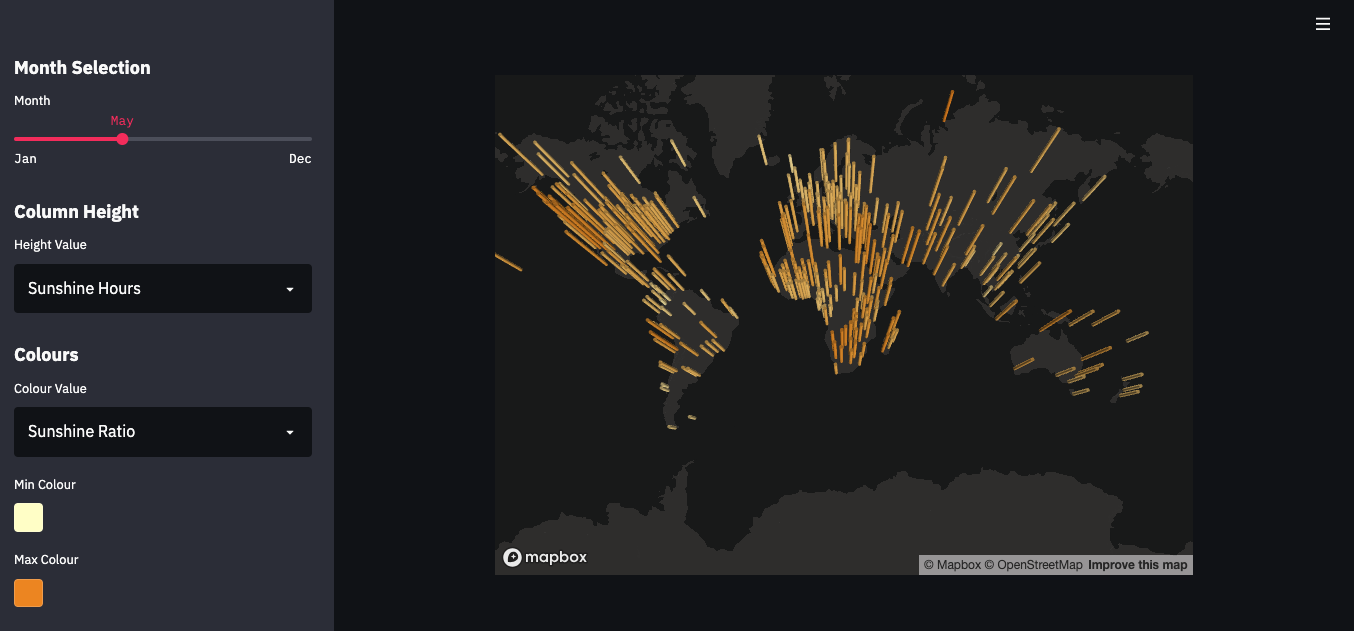 Month Selection
Month
May
Jan Dec
Column Height
Height Value
Sunshine Hours
Colours
Colour Value
Sunshine Ratio
Min Colour
Max Colour
mapbox
© Mapbox © OpenStreetMap Improve this map